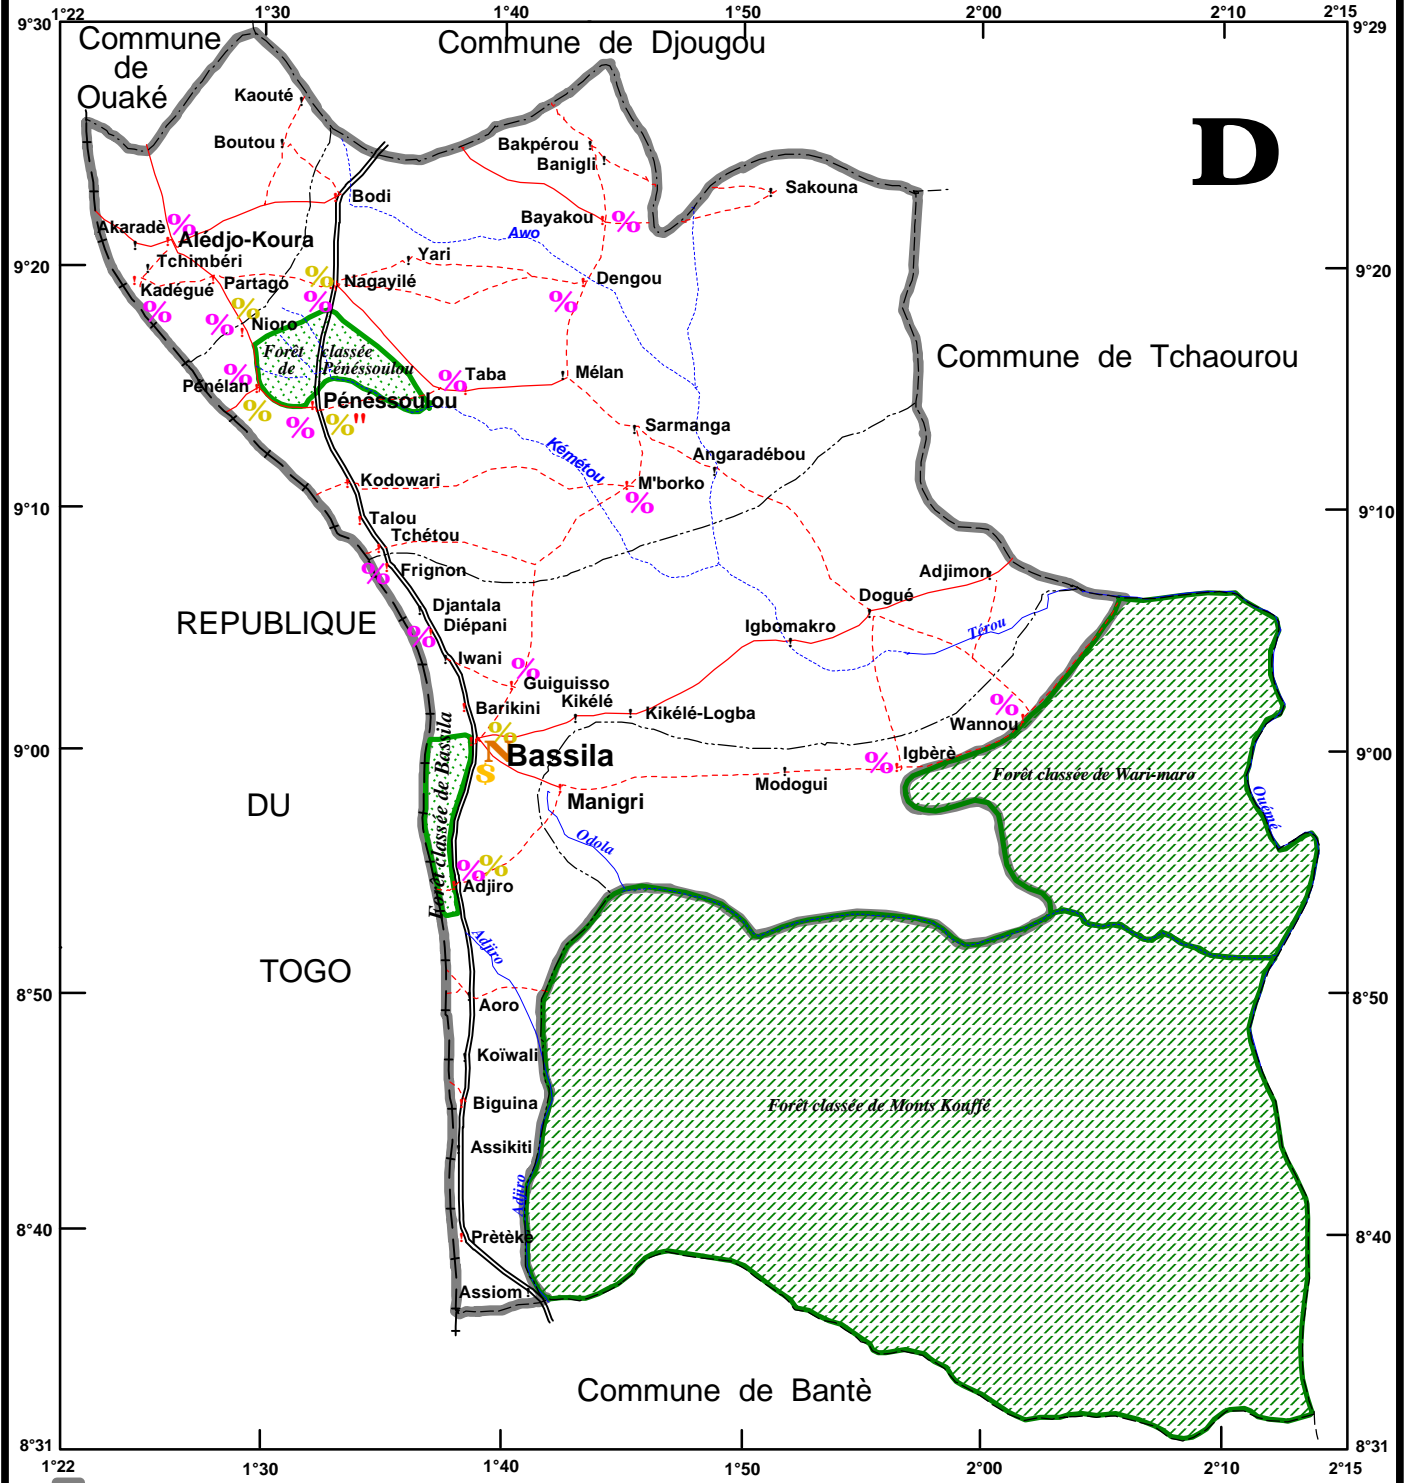 1°22
1°30
1°40
1°50
2°00
2°10
2°15
9°30
9°29
Commune
de
Ouaké
Commune de Djougou
D
Kaouté
Boutou
Bakpérou
Banigli
Bodi
Sakouna
Akaradè
% Bayakou %
Aledjo-Koura
Awo
Tchimbéri
Yari
9°20
9°20
Kadégué
Partago
%
Nagayilé
Dengou
%
%
%
%
%
Nioro
Forêt classée
de Pénéssoulou
Commune de Tchaourou
Pénélan
%
%
Taba
Mélan
%
Pénéssoulou
%
%"
Sarmanga
Kémétou
Angaradébou
Kodowari
M'borko
%
9°10
9°10
Talou
Tchétou
%
Frignon
Adjimon
REPUBLIQUE
Djantala
Diépani
%
Dogué
Igbomakro
Térou
Iwani
%
Guiguisso
Barikini
Kikélé
Kikélé-Logba
%
Wannou
%
9°00
9°00
N
$
Bassila
%
Igbèrè
Forêt classée de Wari-maro
Modogui
DU
Manigri
Ouémé
Forêt classée de Bassila
Odola
%
%
Adjiro
Adjiro
TOGO
8°50
8°50
Aoro
Koïwali
Biguina
Forêt classée de Monts Kouffé
Assikiti
Adjiro
8°40
8°40
Prètèkè
Assiom
Commune de Bantè
8°31
8°31
1°22
1°30
1°40
1°50
2°00
2°10
2°15